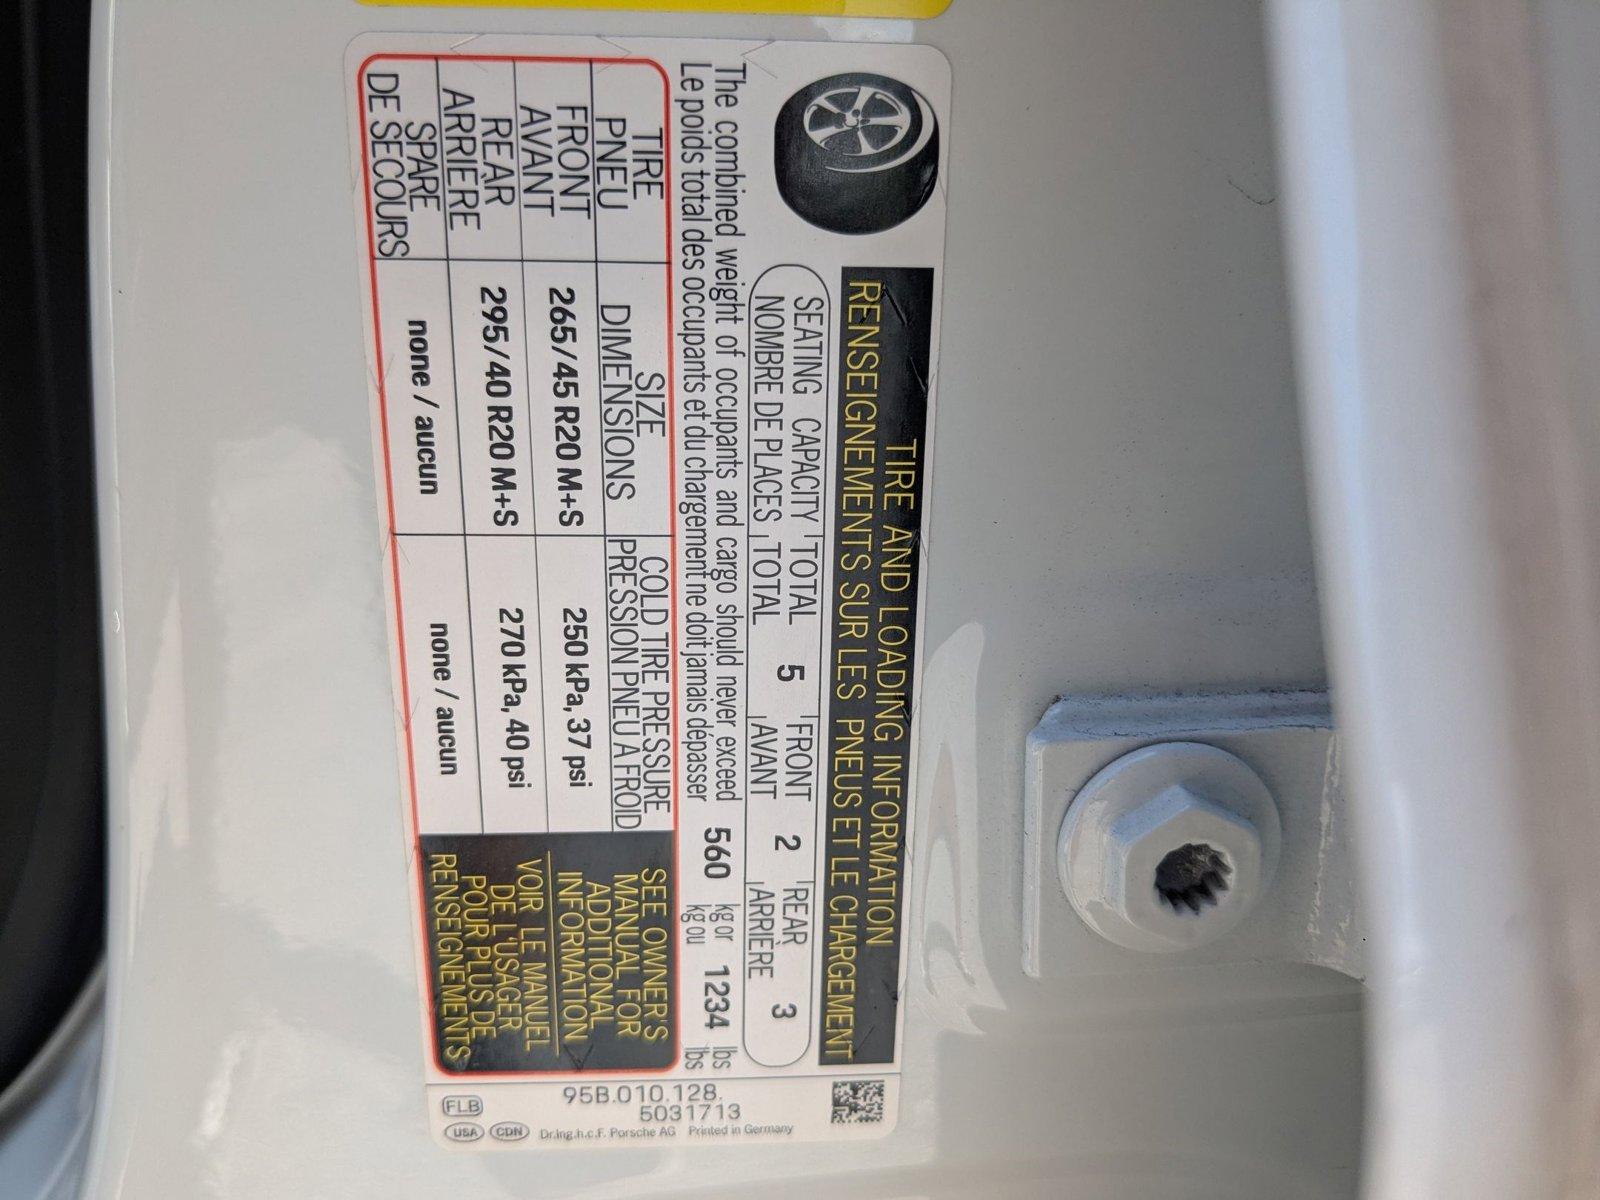 TIRE AND LOADING INFORMATION
RENSEIGNEMENTS SUR LES PNEUS ET LE CHARGEMENT
SEATING CAPACITY TOTAL 5 FRONT 2 REAR 3
NOMBRE DE PLACES TOTAL AVANT ARRIÈRE
The combined weight of occupants and cargo should never exceed 560 kg or 1234 lbs
Le poids total des occupants et du chargement ne doit jamais dépasser kg ou lbs
TIRE SIZE COLD TIRE PRESSURE
PNEU DIMENSIONS PRESSION PNEU A FROID
FRONT
AVANT 265/45 R20 M+S 250 kPa, 37 psi
REAR
ARRIERE 295/40 R20 M+S 270 kPa, 40 psi
SPARE
DE SECOURS none / aucun none / aucun
SEE OWNER'S
MANUAL FOR
ADDITIONAL
INFORMATION
VOIR LE MANUEL
DE L'USAGER
POUR PLUS DE
RENSEIGNEMENTS
95B.010.128.
5031713
FLB
USA CDN Dr.Ing.h.c.F. Porsche AG Printed in Germany